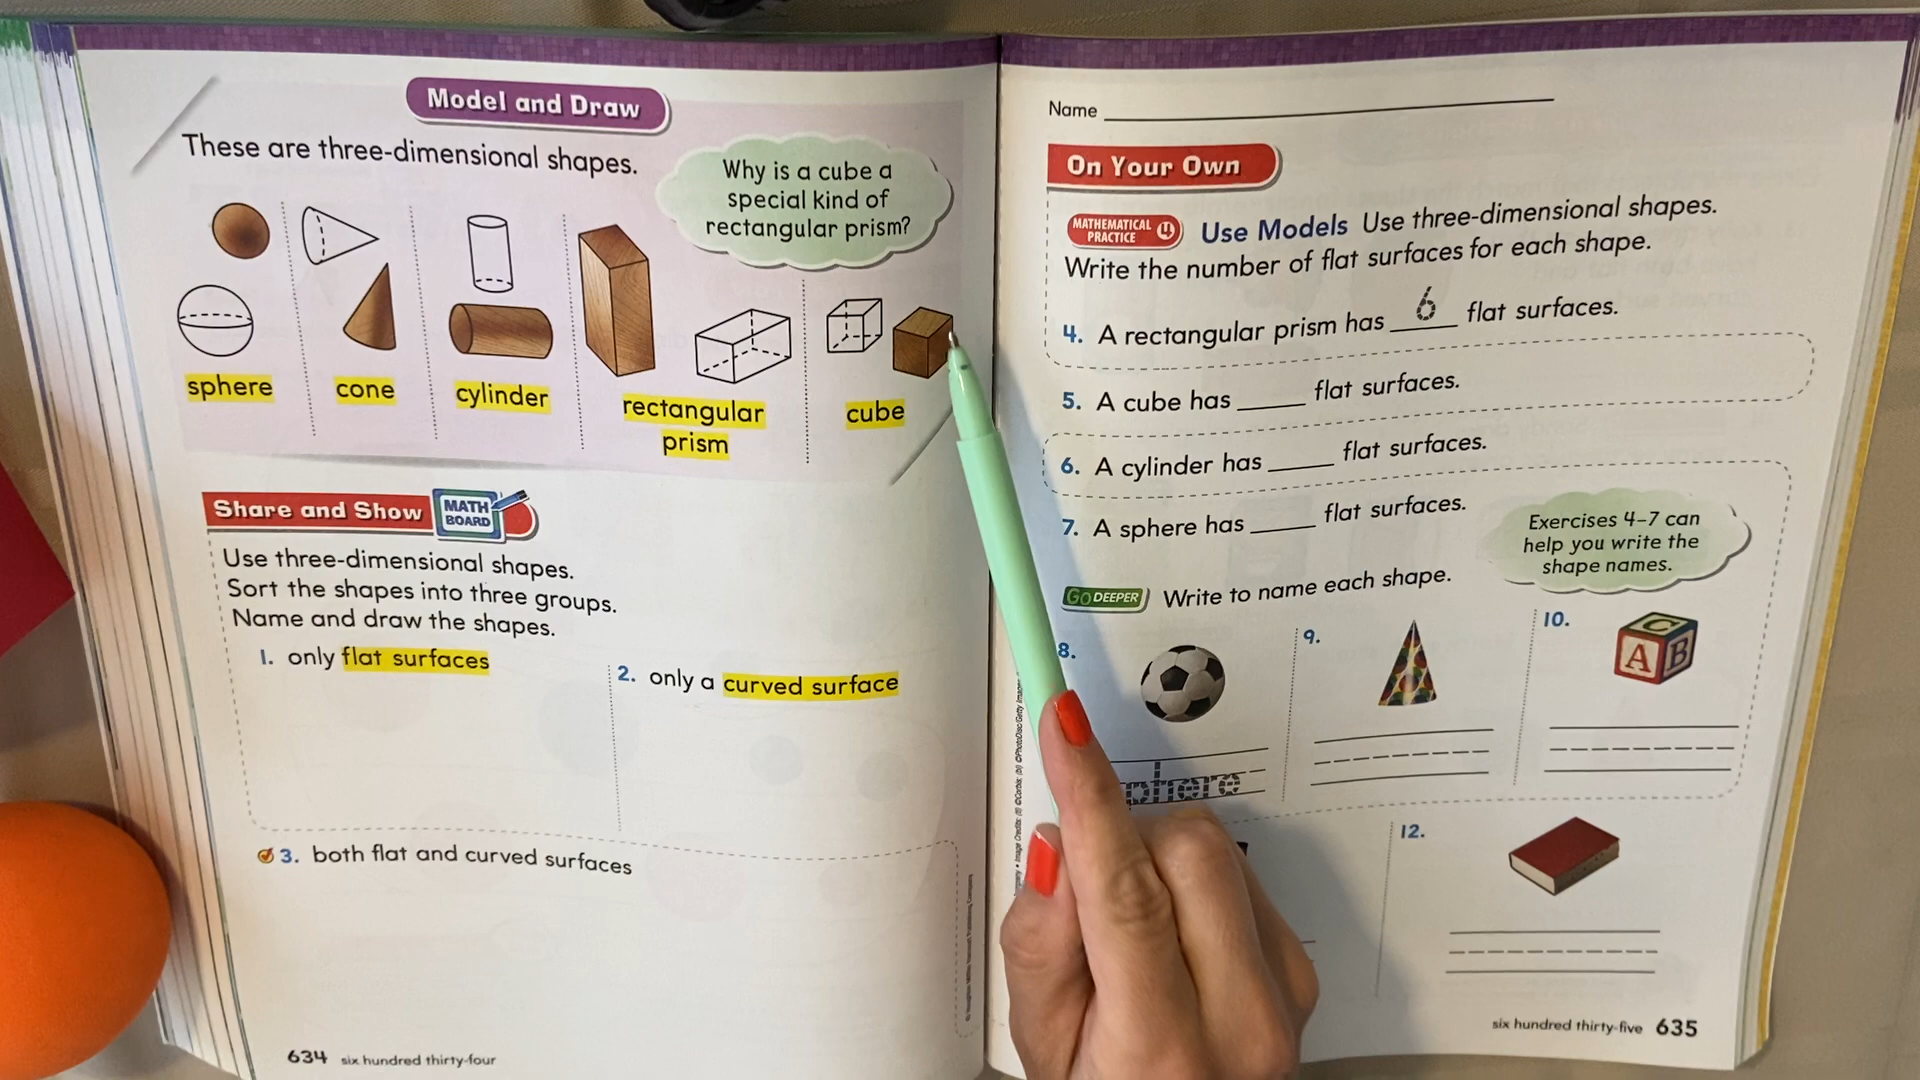 Model and Draw
These are three-dimensional shapes.
Why is a cube a
special kind of
rectangular prism?
sphere
cone
cylinder
rectangular
prism
cube
Share and Show
MATH
BOARD
Use three-dimensional shapes.
Sort the shapes into three groups.
Name and draw the shapes.
1. only flat surfaces
2. only a curved surface
3. both flat and curved surfaces
634 six hundred thirty-four
Name
On Your Own
MATHEMATICAL
PRACTICE 4
Use Models Use three-dimensional shapes.
Write the number of flat surfaces for each shape.
4. A rectangular prism has 6 flat surfaces.
5. A cube has _____ flat surfaces.
6. A cylinder has _____ flat surfaces.
7. A sphere has _____ flat surfaces.
Exercises 4–7 can
help you write the
shape names.
GO DEEPER Write to name each shape.
8.
9.
10.
C
A B
phere
12.
six hundred thirty-five 635